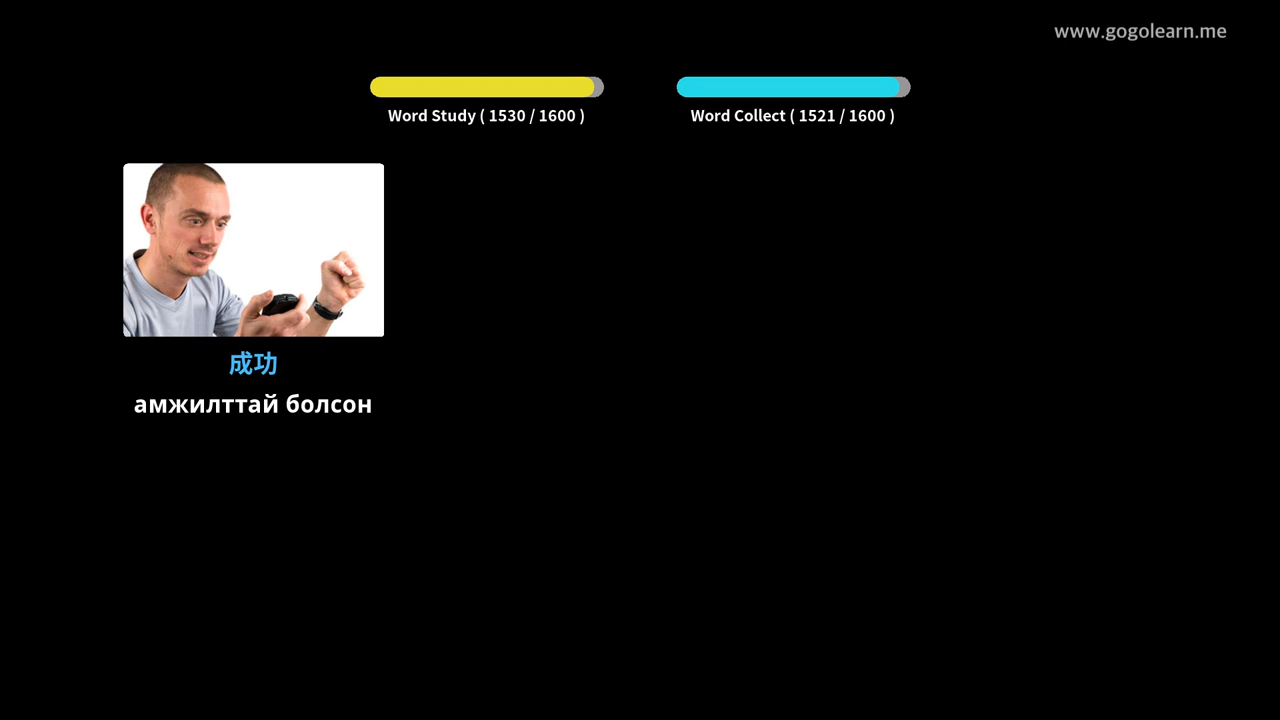 www.gogolearn.me
Word Study ( 1530 / 1600 )
Word Collect ( 1521 / 1600 )
成功
амжилттай болсон